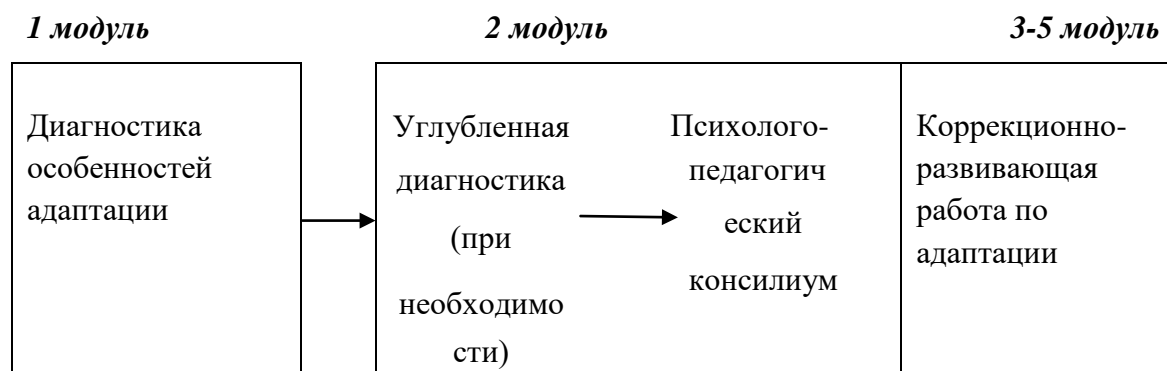 1 модуль
2 модуль
3-5 модуль
Диагностика
особенностей
адаптации
Углубленная
диагностика
(при
необходимо
сти)
Психолого-
педагогич
еский
консилиум
Коррекционно-
развивающая
работа по
адаптации